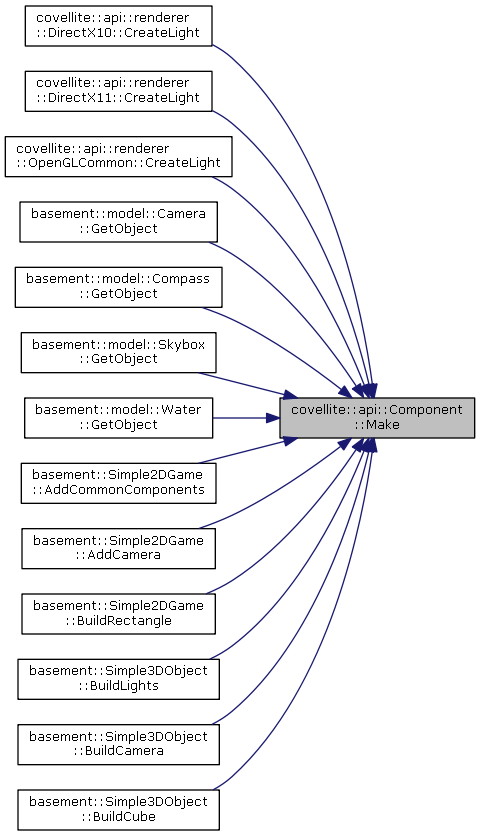 covellite::api::renderer
::DirectX10::CreateLight
covellite::api::renderer
::DirectX11::CreateLight
covellite::api::renderer
::OpenGLCommon::CreateLight
basement::model::Camera
::GetObject
basement::model::Compass
::GetObject
basement::model::Skybox
::GetObject
basement::model::Water
::GetObject
covellite::api::Component
::Make
basement::Simple2DGame
::AddCommonComponents
basement::Simple2DGame
::AddCamera
basement::Simple2DGame
::BuildRectangle
basement::Simple3DObject
::BuildLights
basement::Simple3DObject
::BuildCamera
basement::Simple3DObject
::BuildCube